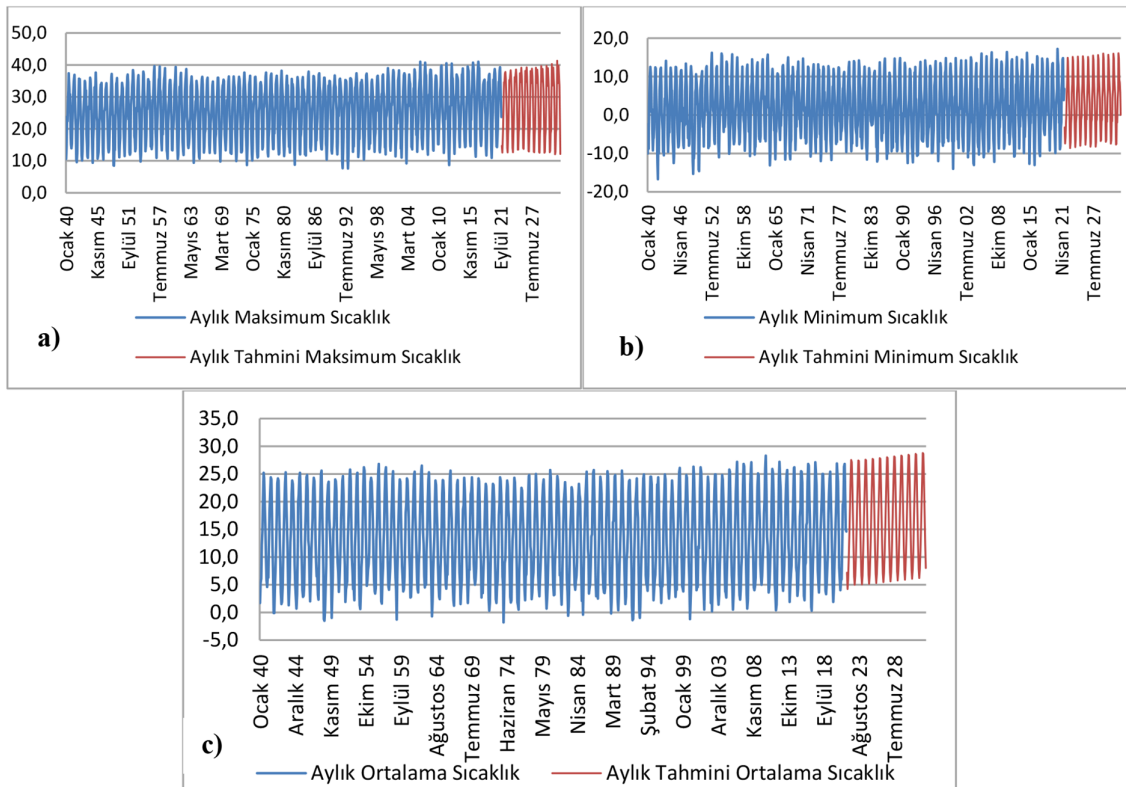 50,0
40,0
30,0
20,0
10,0
0,0
Ocak 40
Kasım 45
Eylül 51
Temmuz 57
Mayıs 63
Mart 69
Ocak 75
Kasım 80
Eylül 86
Temmuz 92
Mayıs 98
Mart 04
Ocak 10
Kasım 15
Eylül 21
Temmuz 27
Aylık Maksimum Sıcaklık
Aylık Tahmini Maksimum Sıcaklık
a)
20,0
10,0
0,0
-10,0
-20,0
Ocak 40
Nisan 46
Temmuz 52
Ekim 58
Ocak 65
Nisan 71
Temmuz 77
Ekim 83
Ocak 90
Nisan 96
Temmuz 02
Ekim 08
Ocak 15
Nisan 21
Temmuz 27
Aylık Minimum Sıcaklık
Aylık Tahmini Minimum Sıcaklık
b)
35,0
30,0
25,0
20,0
15,0
10,0
5,0
0,0
-5,0
Ocak 40
Aralık 44
Kasım 49
Ekim 54
Eylül 59
Ağustos 64
Temmuz 69
Haziran 74
Mayıs 79
Nisan 84
Mart 89
Şubat 94
Ocak 99
Aralık 03
Kasım 08
Ekim 13
Eylül 18
Ağustos 23
Temmuz 28
c)
Aylık Ortalama Sıcaklık
Aylık Tahmini Ortalama Sıcaklık